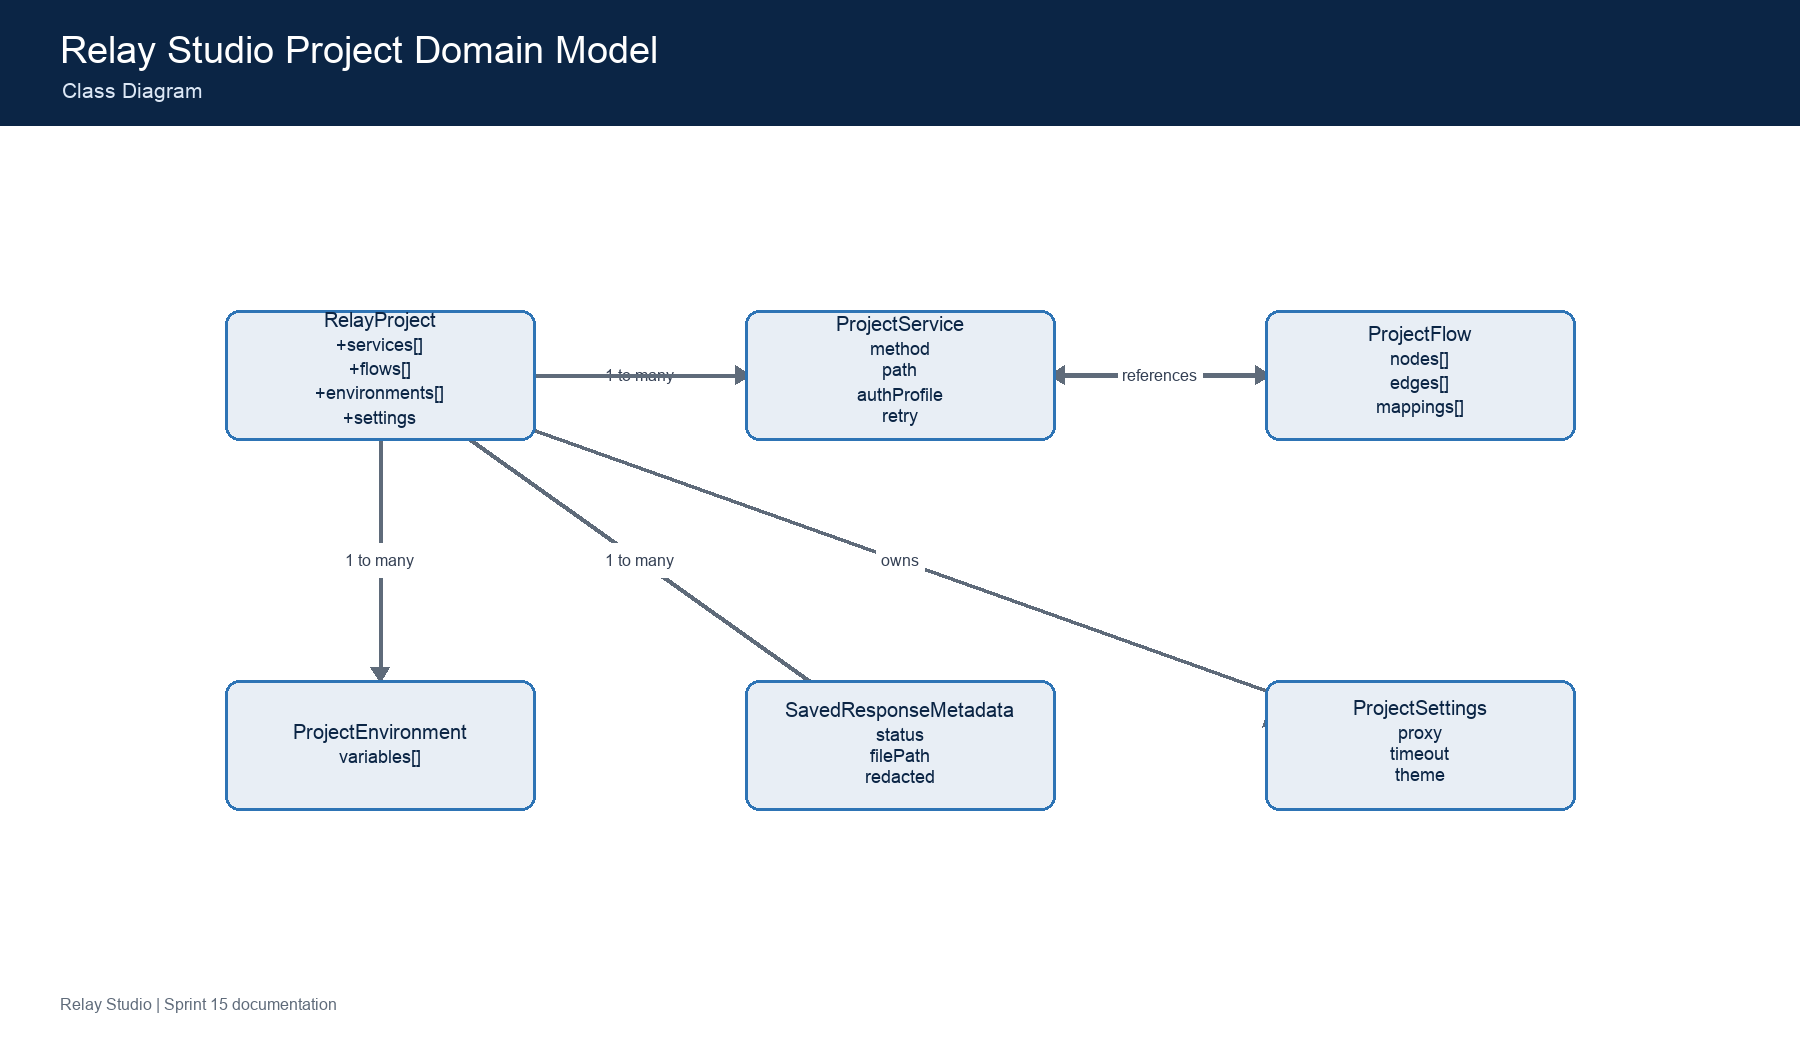 Relay Studio Project Domain Model
Class Diagram
RelayProject
+services[]
+flows[]
+environments[]
+settings
1 to many
ProjectService
method
path
authProfile
retry
references
ProjectFlow
nodes[]
edges[]
mappings[]
1 to many
1 to many
owns
ProjectEnvironment
variables[]
SavedResponseMetadata
status
filePath
redacted
ProjectSettings
proxy
timeout
theme
Relay Studio | Sprint 15 documentation